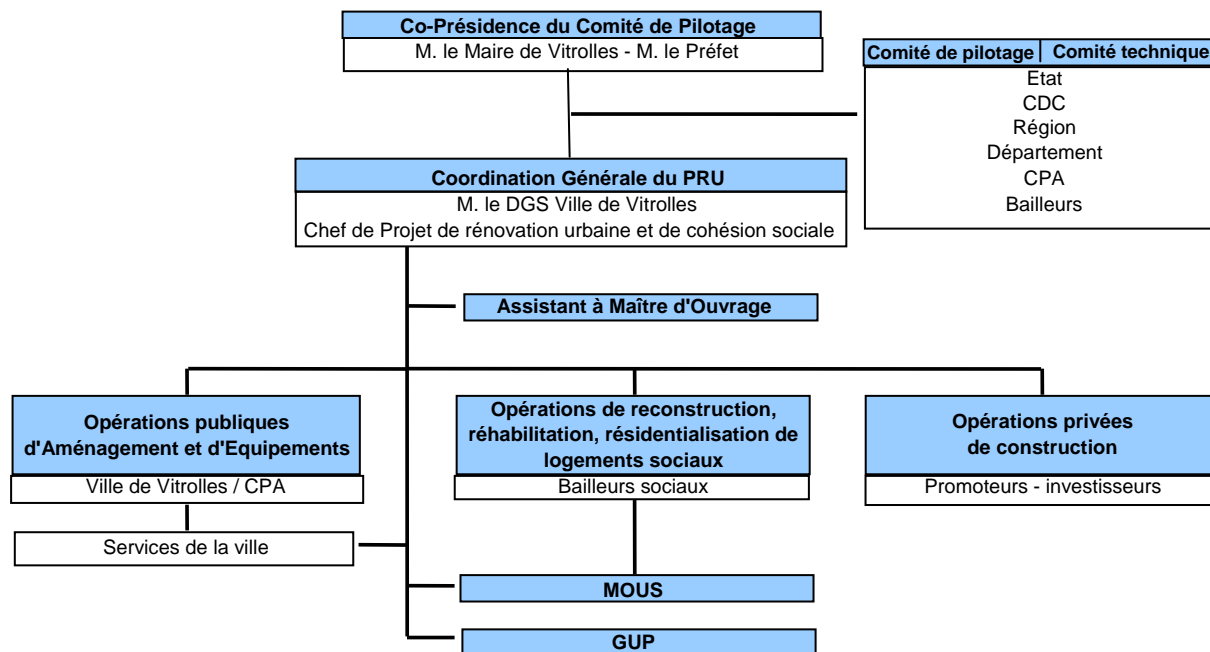 Co-Présidence du Comité de Pilotage
M. le Maire de Vitrolles - M. le Préfet
Comité de pilotage Comité technique
Etat
CDC
Région
Département
CPA
Bailleurs
Coordination Générale du PRU
M. le DGS Ville de Vitrolles
Chef de Projet de rénovation urbaine et de cohésion sociale
Assistant à Maître d'Ouvrage
Opérations publiques
d'Aménagement et d'Equipements
Ville de Vitrolles / CPA
Services de la ville
Opérations de reconstruction,
réhabilitation, résidentialisation de
logements sociaux
Bailleurs sociaux
Opérations privées
de construction
Promoteurs - investisseurs
MOUS
GUP